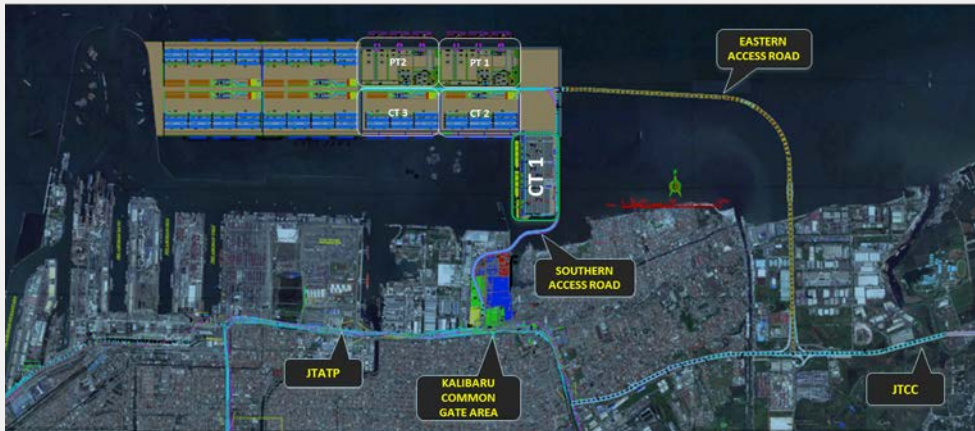 EASTERN
ACCESS ROAD
PT2
PT 1
CT 3
CT 2
CT 1
SOUTHERN
ACCESS ROAD
JTATP
KALIBARU
COMMON
GATE AREA
JTCC